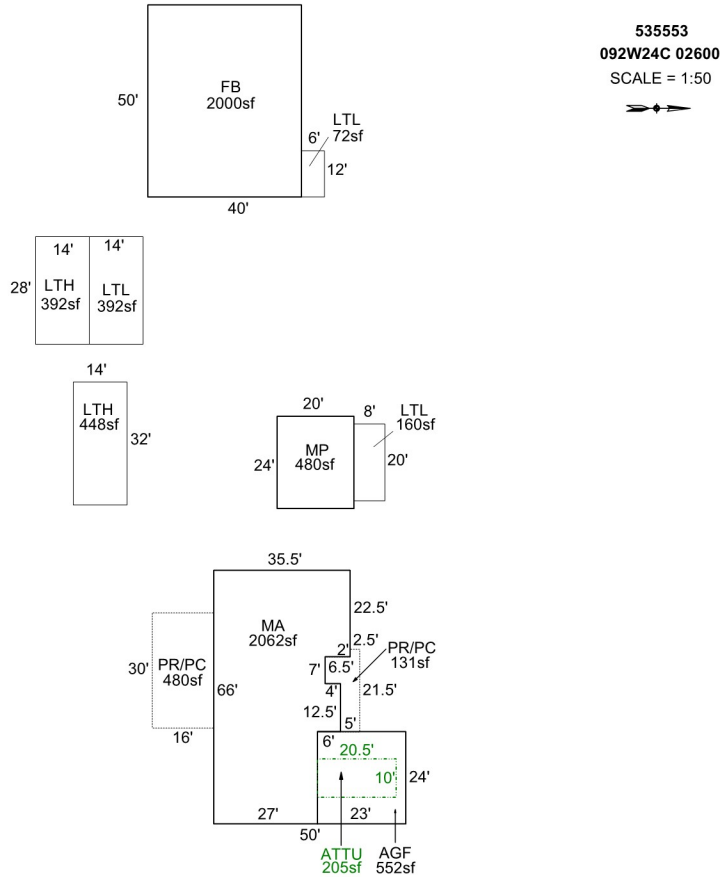 535553
092W24C 02600
SCALE = 1:50
50'
FB
2000sf
LTL
72sf
6'
12'
40'
14'
14'
28'
LTH
392sf
LTL
392sf
14'
LTH
448sf
32'
20'
8'
LTL
160sf
24'
MP
480sf
20'
35.5'
22.5'
MA
2062sf
2.5'
2'
PR/PC
131sf
30'
PR/PC
480sf
7'
6.5'
66'
4'
21.5'
12.5'
5'
16'
6'
20.5'
10'
24'
27'
23'
50'
ATTU
205sf
AGF
552sf